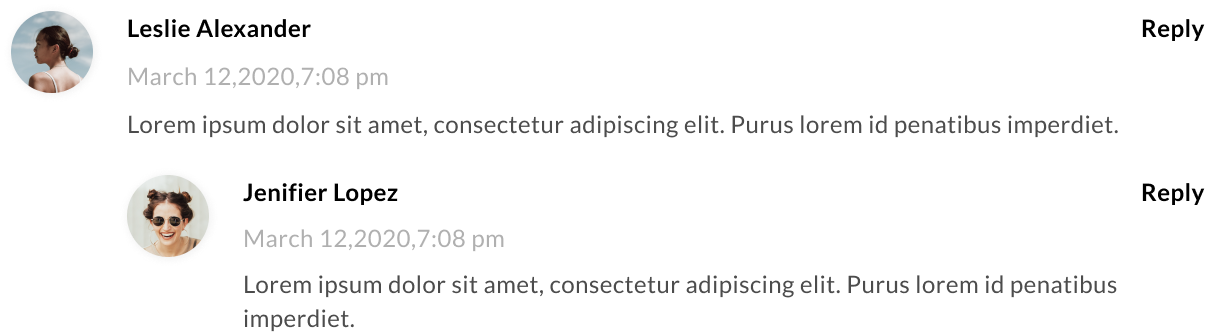 Leslie Alexander
Reply
March 12,2020,7:08 pm
Lorem ipsum dolor sit amet, consectetur adipiscing elit. Purus lorem id penatibus imperdiet.
Jenifier Lopez
Reply
March 12,2020,7:08 pm
Lorem ipsum dolor sit amet, consectetur adipiscing elit. Purus lorem id penatibus
imperdiet.